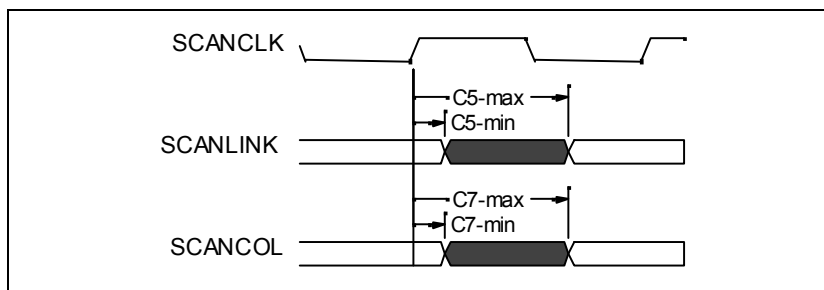 SCANCLK
C5-max
C5-min
SCANLINK
C7-max
C7-min
SCANCOL